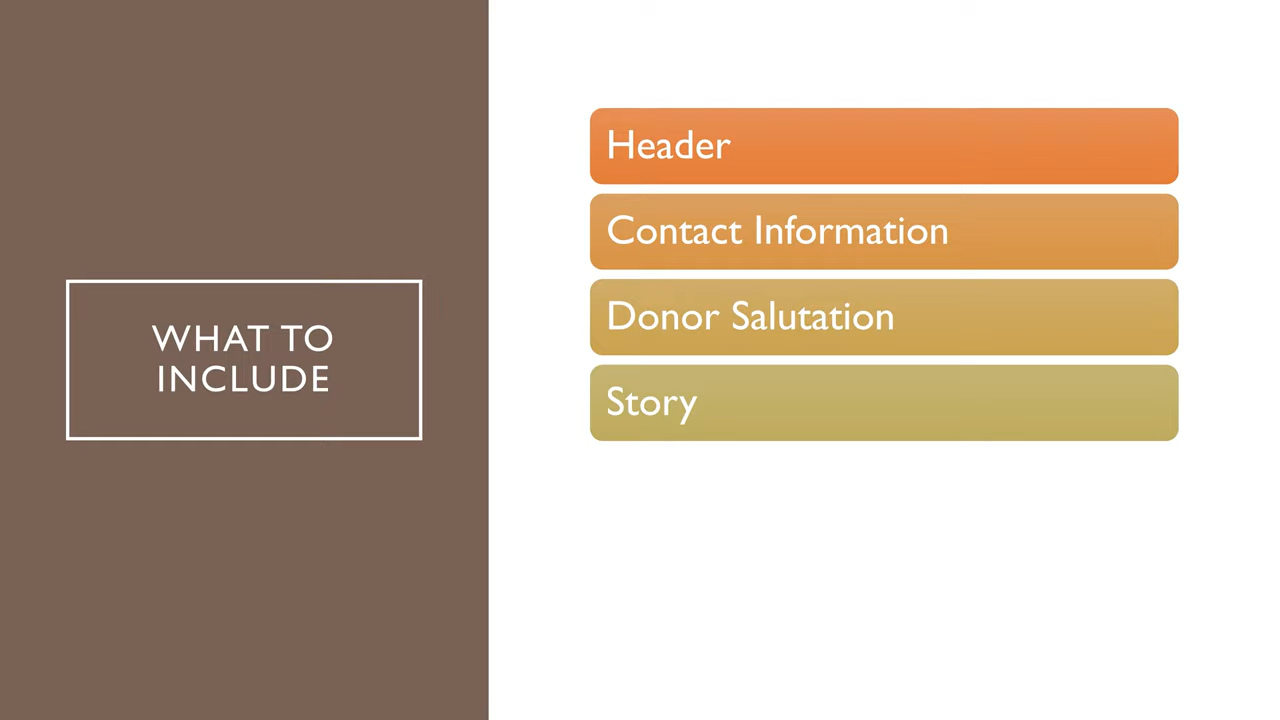 WHAT TO
INCLUDE
Header
Contact Information
Donor Salutation
Story